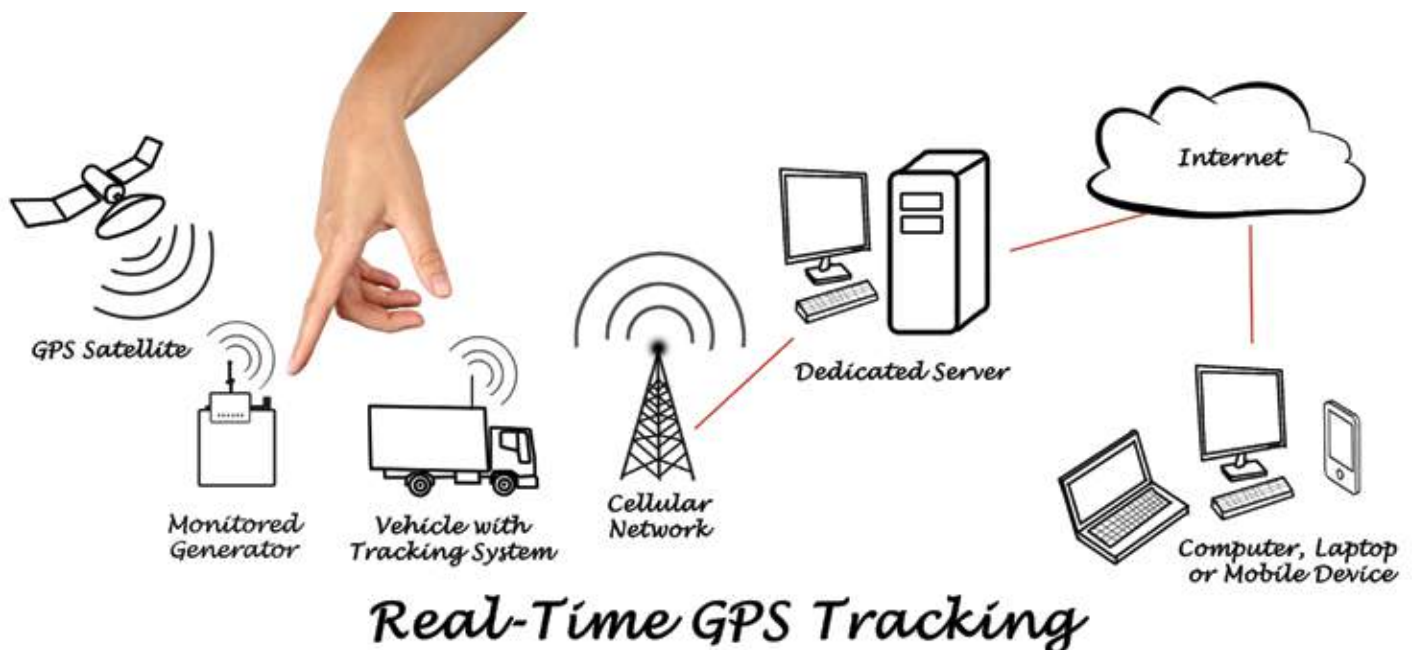 Internet
GPS Satellite
Dedicated Server
Monitored
Generator
Vehicle with
Tracking System
Cellular
Network
Computer, Laptop
or Mobile Device
Real-Time GPS Tracking